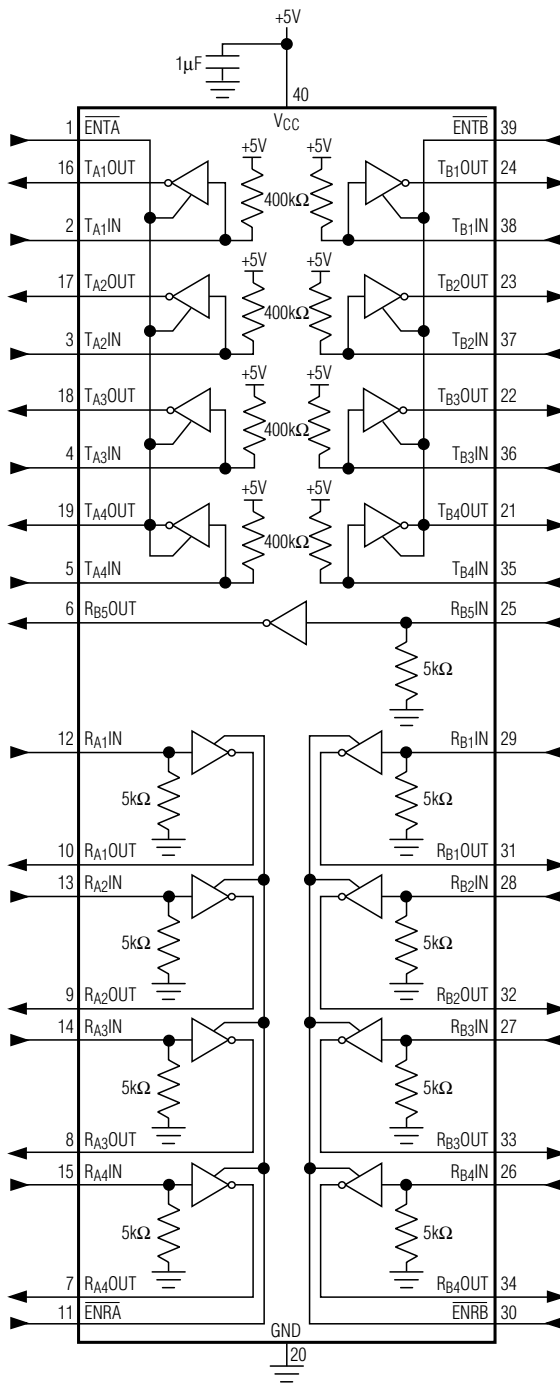 +5V
1µF
40
VCC
1 ENTA ENTB 39
+5V +5V
16 TA1OUT TB1OUT 24
400kΩ
2 TA1IN TB1IN 38
+5V +5V
17 TA2OUT TB2OUT 23
400kΩ
3 TA2IN TB2IN 37
+5V
18 TA3OUT TB3OUT 22
400kΩ
4 TA3IN TB3IN 36
+5V
19 TA4OUT TB4OUT 21
400kΩ
5 TA4IN TB4IN 35
6 RB5OUT RB5IN 25
5kΩ
12 RA1IN RB1IN 29
5kΩ 5kΩ
10 RA1OUT RB1OUT 31
13 RA2IN RB2IN 28
5kΩ 5kΩ
9 RA2OUT RB2OUT 32
14 RA3IN RB3IN 27
5kΩ 5kΩ
8 RA3OUT RB3OUT 33
15 RA4IN RB4IN 26
5kΩ 5kΩ
7 RA4OUT RB4OUT 34
11 ENRA ENRB 30
GND
20